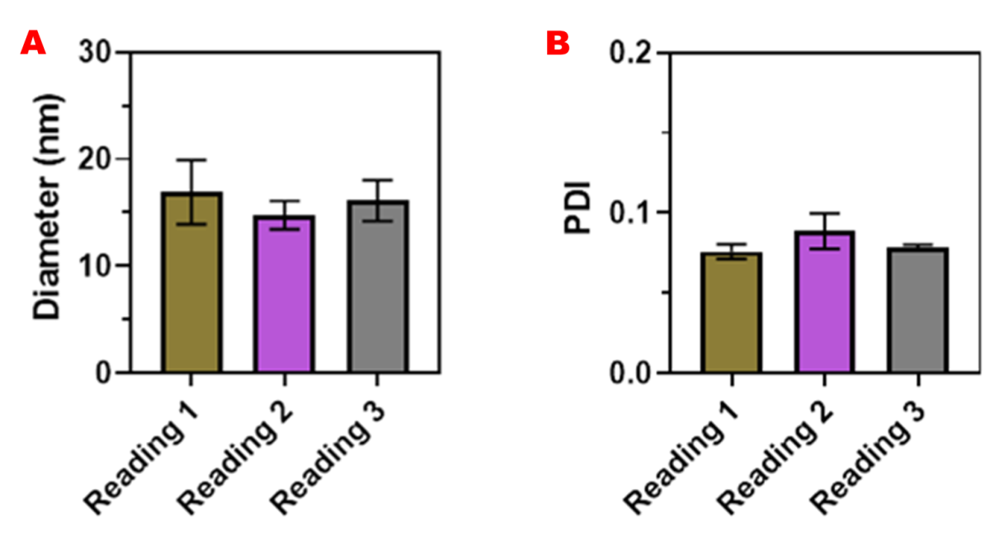 A
30
20
10
0
Diameter (nm)
Reading 1
Reading 2
Reading 3
B
0.2
0.1
0.0
PDI
Reading 1
Reading 2
Reading 3